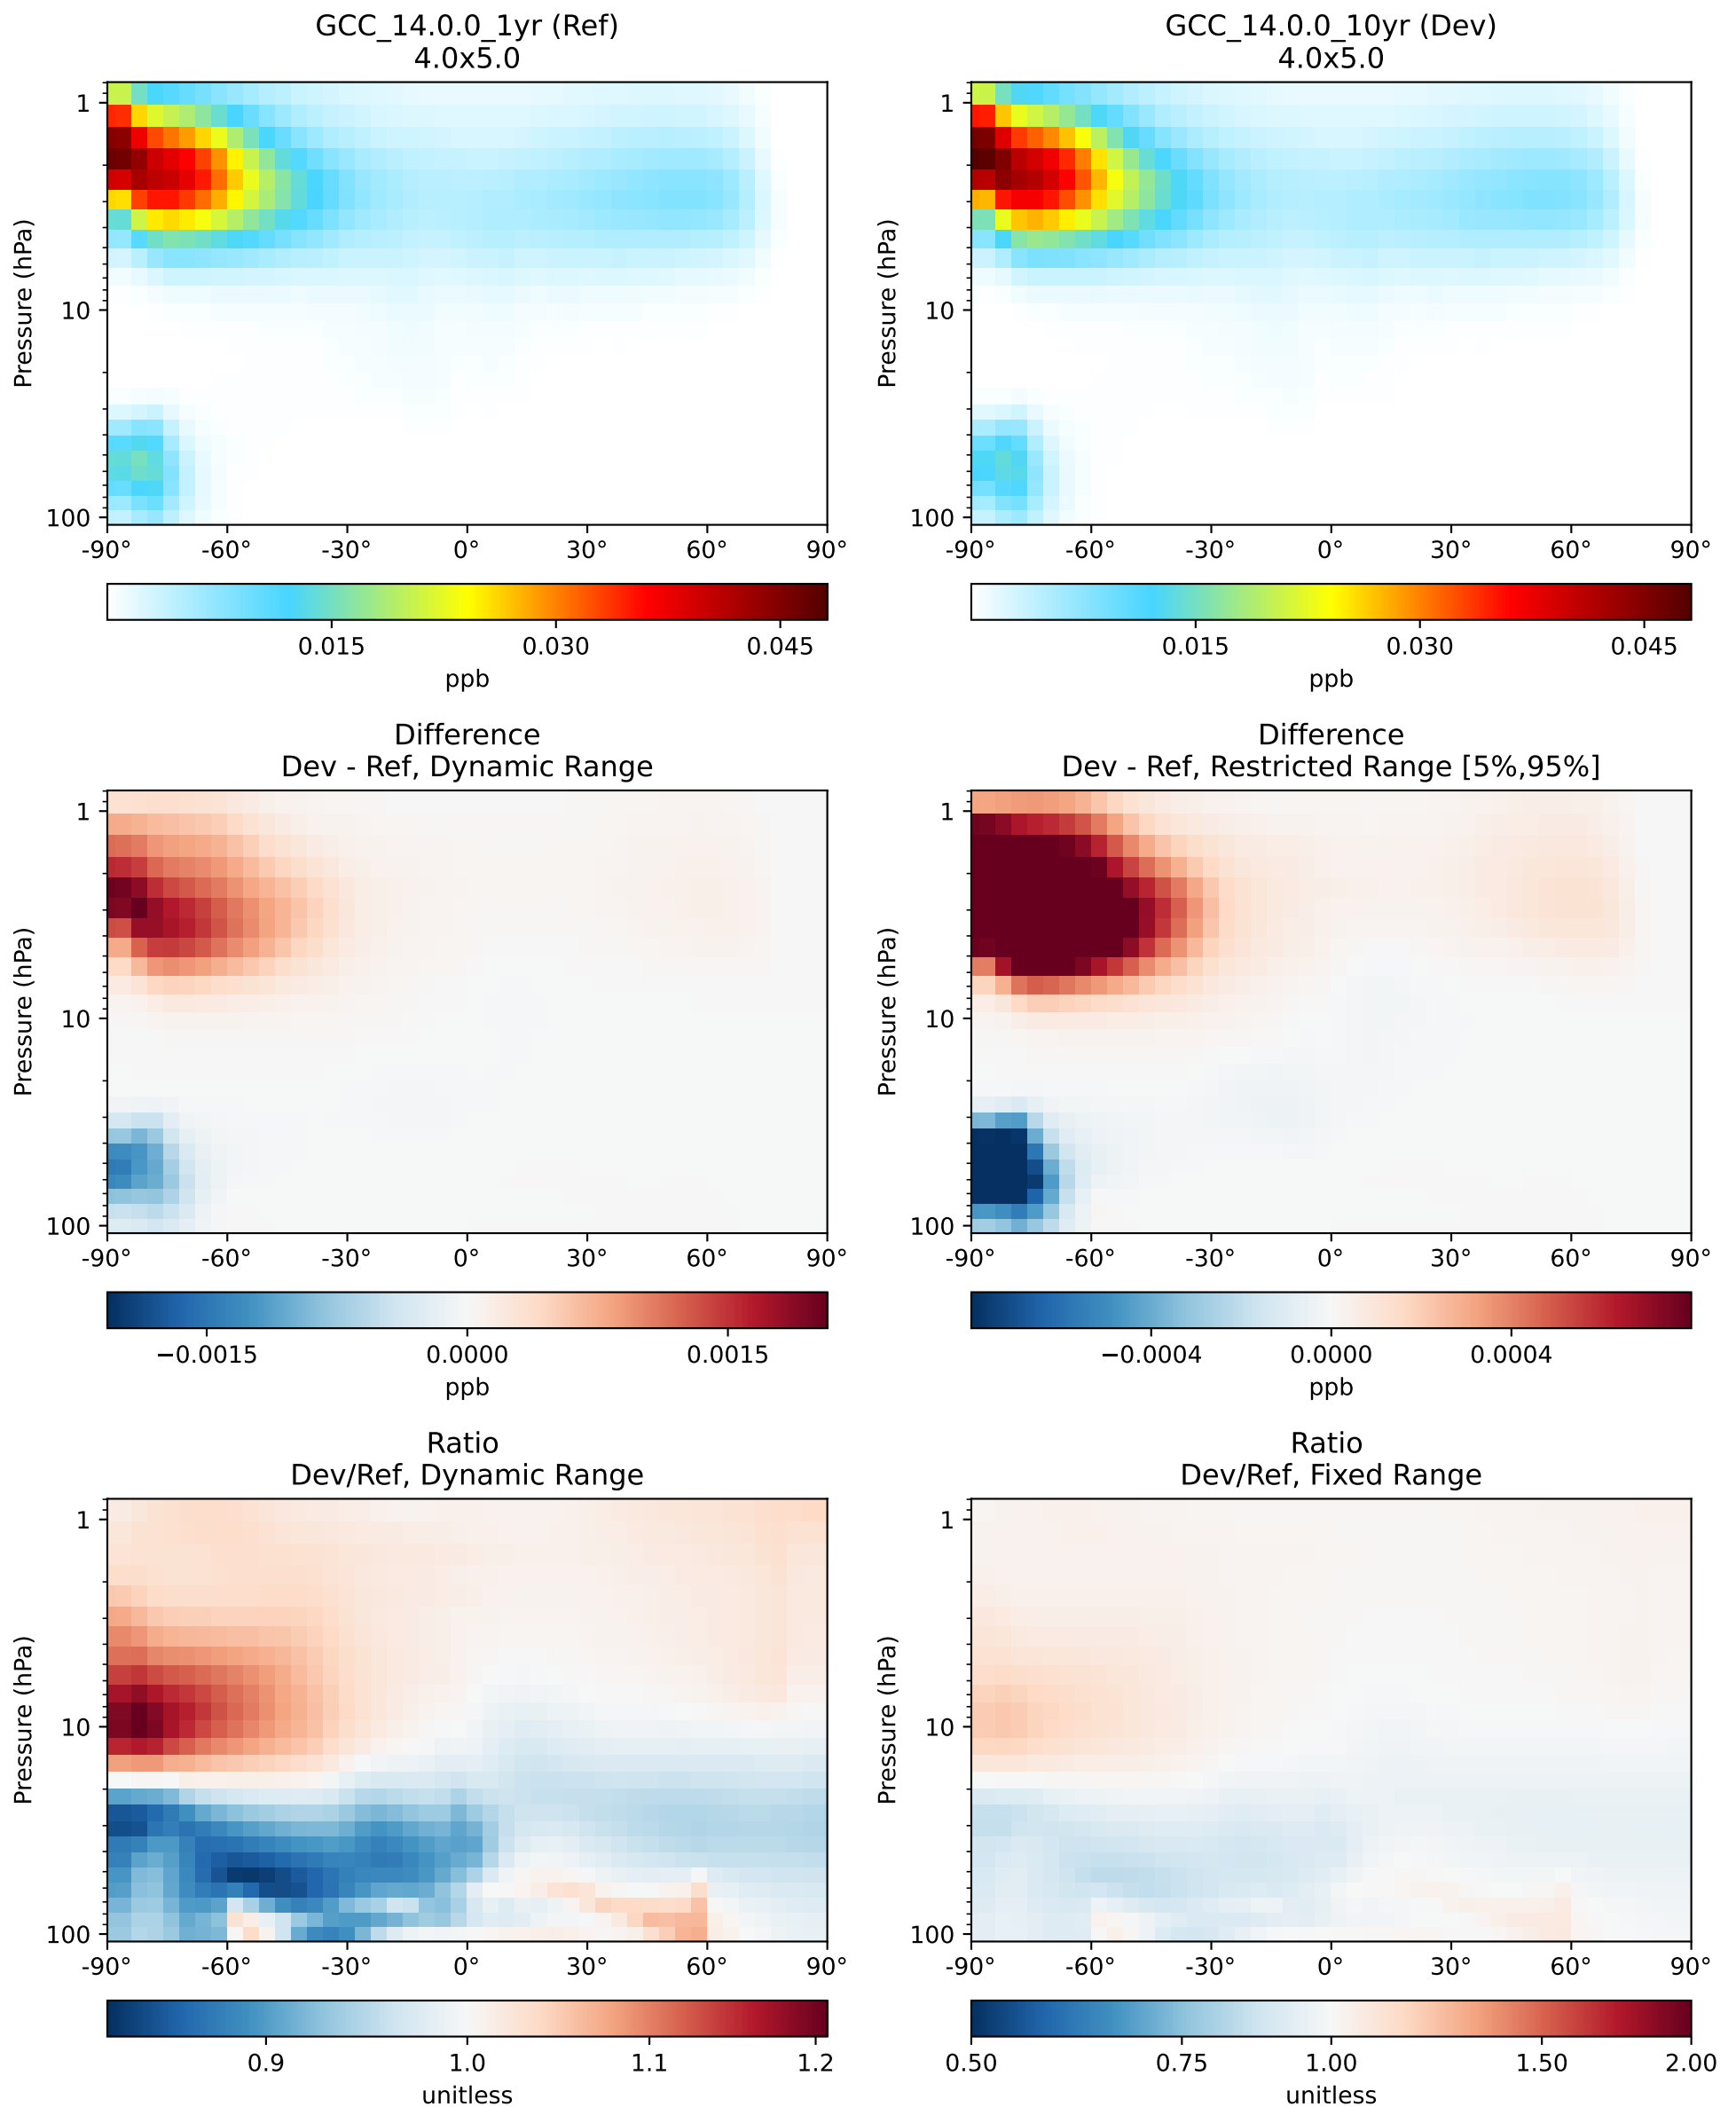 GCC_14.0.0_1yr (Ref)
4.0x5.0
Pressure (hPa)
1
10
100
-90° -60° -30° 0° 30° 60° 90°
0.015 0.030 0.045
ppb
GCC_14.0.0_10yr (Dev)
4.0x5.0
Pressure (hPa)
1
10
100
-90° -60° -30° 0° 30° 60° 90°
0.015 0.030 0.045
ppb
Difference
Dev - Ref, Dynamic Range
Pressure (hPa)
1
10
100
-90° -60° -30° 0° 30° 60° 90°
−0.0015 0.0000 0.0015
ppb
Difference
Dev - Ref, Restricted Range [5%,95%]
Pressure (hPa)
1
10
100
-90° -60° -30° 0° 30° 60° 90°
−0.0004 0.0000 0.0004
ppb
Ratio
Dev/Ref, Dynamic Range
Pressure (hPa)
1
10
100
-90° -60° -30° 0° 30° 60° 90°
0.9 1.0 1.1 1.2
unitless
Ratio
Dev/Ref, Fixed Range
Pressure (hPa)
1
10
100
-90° -60° -30° 0° 30° 60° 90°
0.50 0.75 1.00 1.50 2.00
unitless